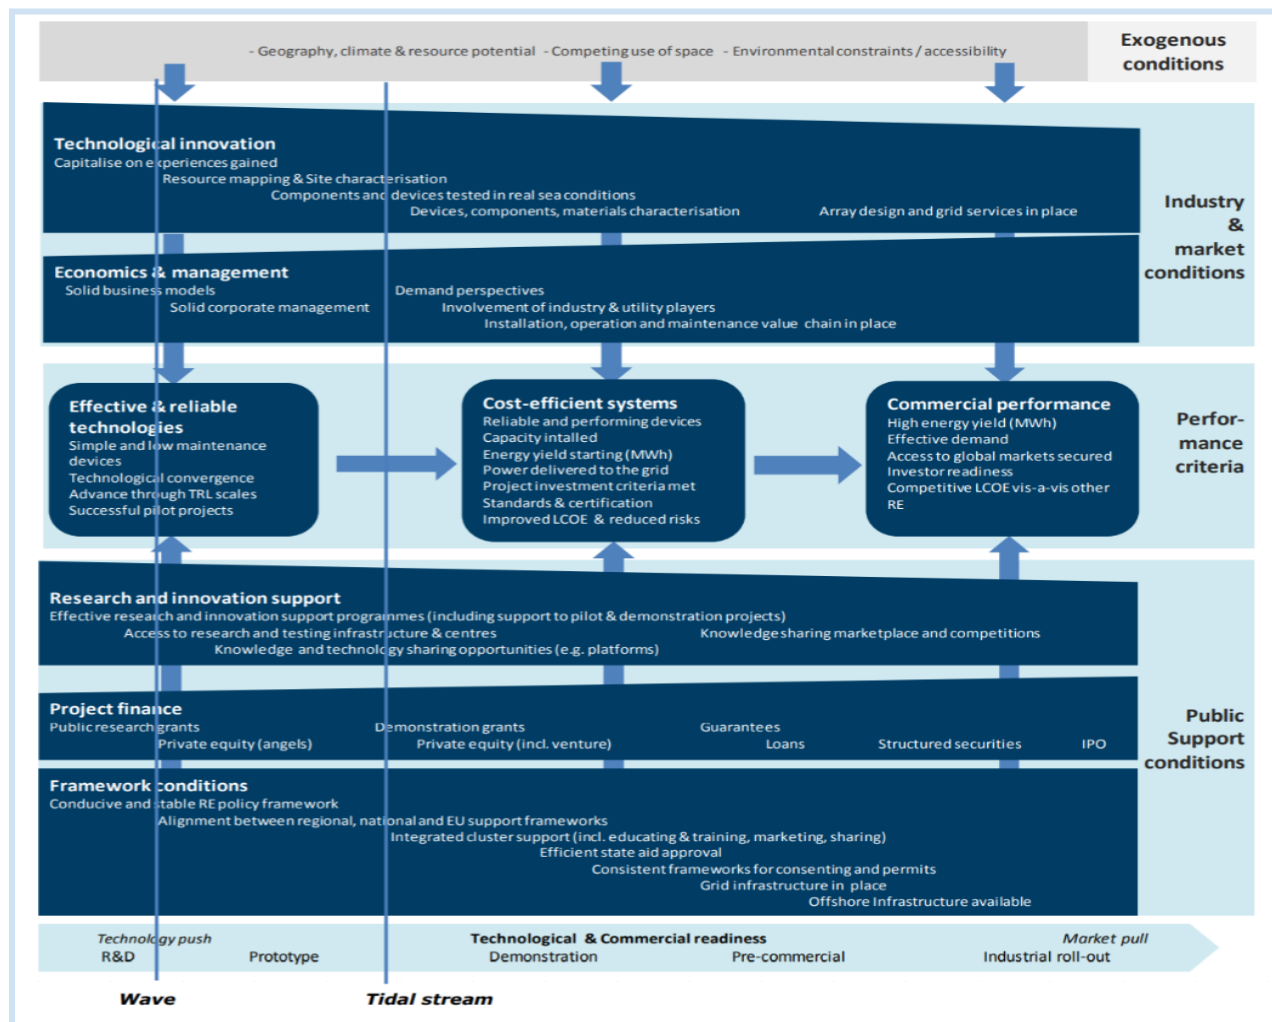 - Geography, climate & resource potential - Competing use of space - Environmental constraints / accessibility
Exogenous
conditions
Technological innovation
Capitalise on experiences gained
Resource mapping & Site characterisation
Components and devices tested in real sea conditions
Devices, components, materials characterisation
Array design and grid services in place
Economics & management
Solid business models
Demand perspectives
Solid corporate management
Involvement of industry & utility players
Installation, operation and maintenance value chain in place
Industry
&
market
conditions
Effective & reliable
technologies
Simple and low maintenance
devices
Technological convergence
Advance through TRL scales
Successful pilot projects
Cost-efficient systems
Reliable and performing devices
Capacity intalled
Energy yield starting (MWh)
Power delivered to the grid
Project investment criteria met
Standards & certification
Improved LCOE & reduced risks
Commercial performance
High energy yield (MWh)
Effective demand
Access to global markets secured
Investor readiness
Competitive LCOE vis-a-vis other
RE
Perfor-
mance
criteria
Research and innovation support
Effective research and innovation support programmes (including support to pilot & demonstration projects)
Access to research and testing infrastructure & centres
Knowledge sharing marketplace and competitions
Knowledge and technology sharing opportunities (e.g. platforms)
Project finance
Public research grants
Demonstration grants
Guarantees
Private equity (angels)
Private equity (incl. venture)
Loans
Structured securities
IPO
Framework conditions
Conducive and stable RE policy framework
Alignment between regional, national and EU support frameworks
Integrated cluster support (incl. educating & training, marketing, sharing)
Efficient state aid approval
Consistent frameworks for consenting and permits
Grid infrastructure in place
Offshore Infrastructure available
Public
Support
conditions
Technology push
Technological & Commercial readiness
Market pull
R&D
Prototype
Demonstration
Pre-commercial
Industrial roll-out
Wave
Tidal stream